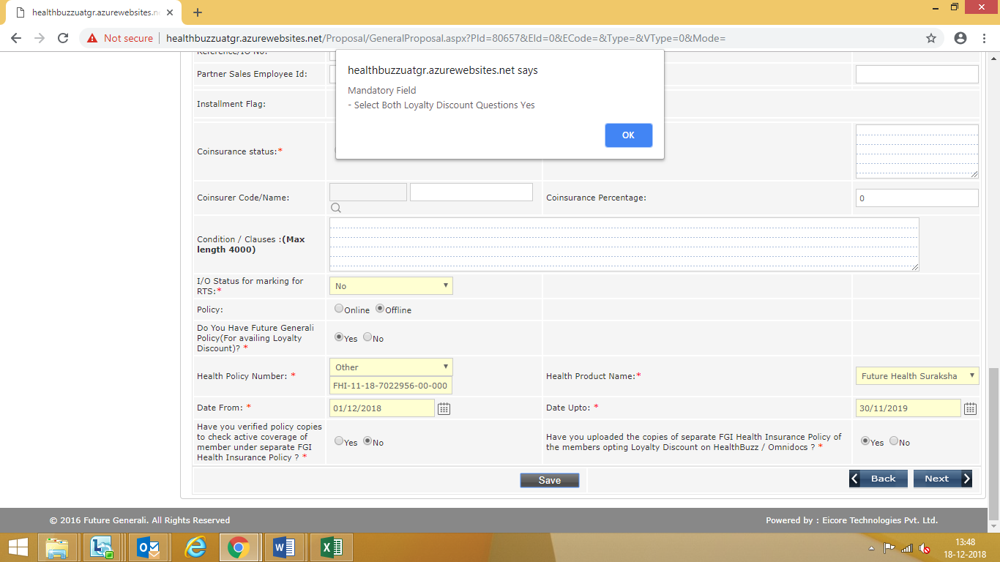 healthbuzzuatgr.azurewebsites.n
Not secure healthbuzzuatgr.azurewebsites.net/Proposal/GeneralProposal.aspx?PId=80657&EId=0&ECode=&Type=&VType=0&Mode=
Reference/IO No:
healthbuzzuatgr.azurewebsites.net says
Mandatory Field
- Select Both Loyalty Discount Questions Yes
OK
Partner Sales Employee Id:
Installment Flag:
Coinsurance status:*
Coinsurer Code/Name:
Coinsurance Percentage:
0
Condition / Clauses :(Max
length 4000)
I/O Status for marking for
RTS:*
No
Policy:
Online Offline
Do You Have Future Generali
Policy(For availing Loyalty
Discount)? *
Yes No
Health Policy Number: *
Other
FHI-11-18-7022956-00-000
Health Product Name:*
Future Health Suraksha
Date From: *
01/12/2018
Date Upto: *
30/11/2019
Have you verified policy copies
to check active coverage of
member under separate FGI
Health Insurance Policy ? *
Yes No
Have you uploaded the copies of separate FGI Health Insurance Policy of
the members opting Loyalty Discount on HealthBuzz / Omnidocs ? *
Yes No
Save
Back
Next
© 2016 Future Generali. All Rights Reserved
Powered by : Eicore Technologies Pvt. Ltd.
13:48
18-12-2018